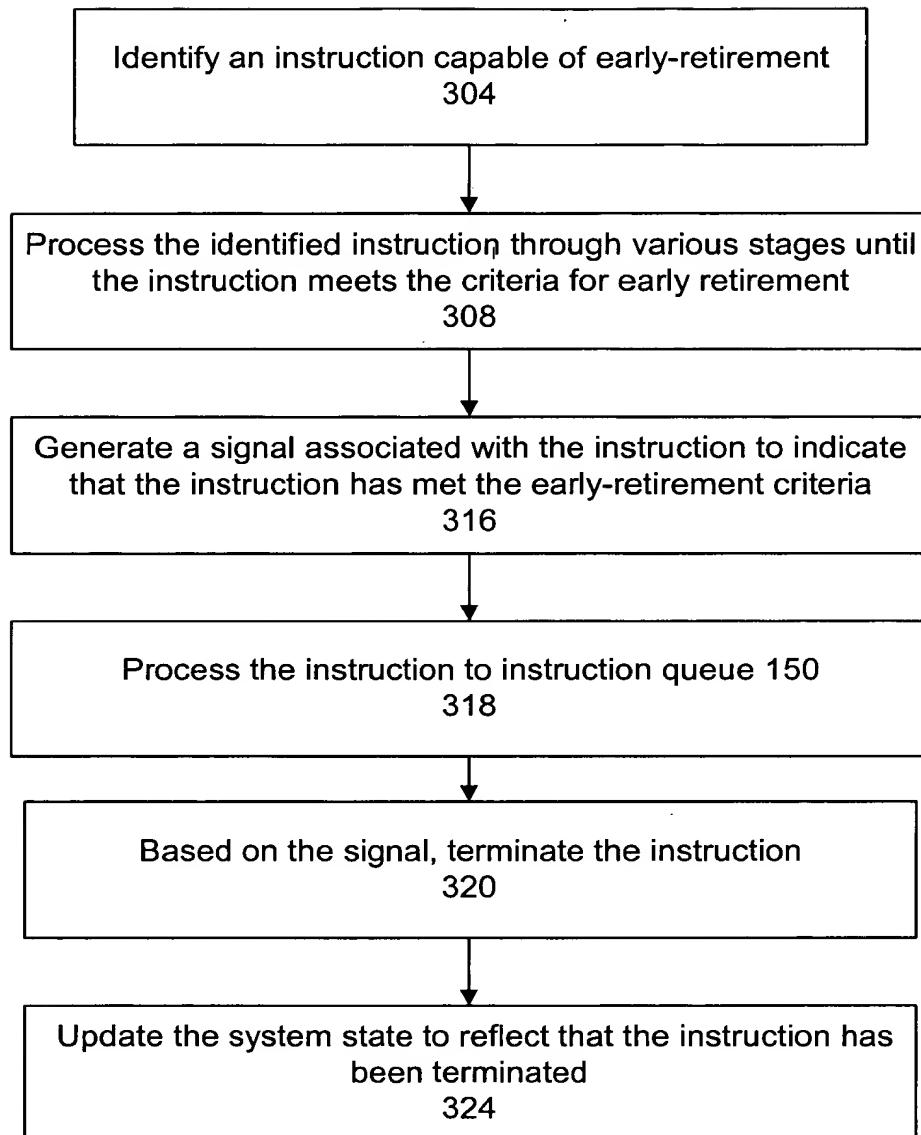 Identify an instruction capable of early-retirement
304
Process the identified instruction through various stages until
the instruction meets the criteria for early retirement
308
Generate a signal associated with the instruction to indicate
that the instruction has met the early-retirement criteria
316
Process the instruction to instruction queue 150
318
Based on the signal, terminate the instruction
320
Update the system state to reflect that the instruction has
been terminated
324